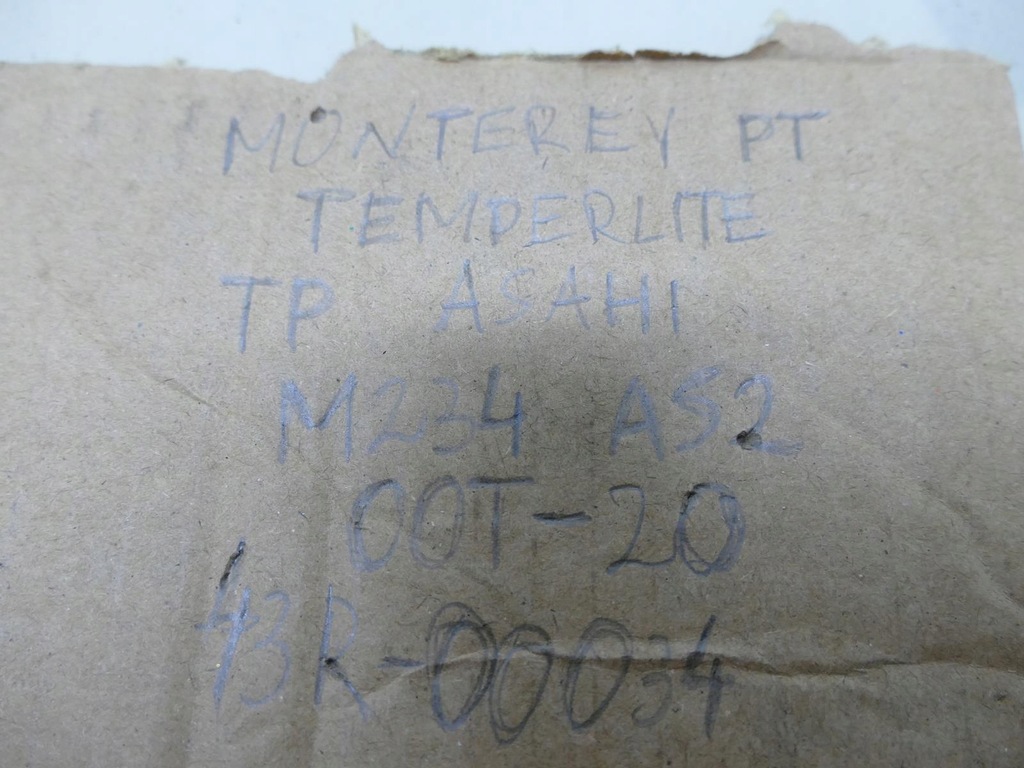 MONTEREY PT
TEMPERLITE
TP ASAHI
M234 AS2
00T-20
43R-00034